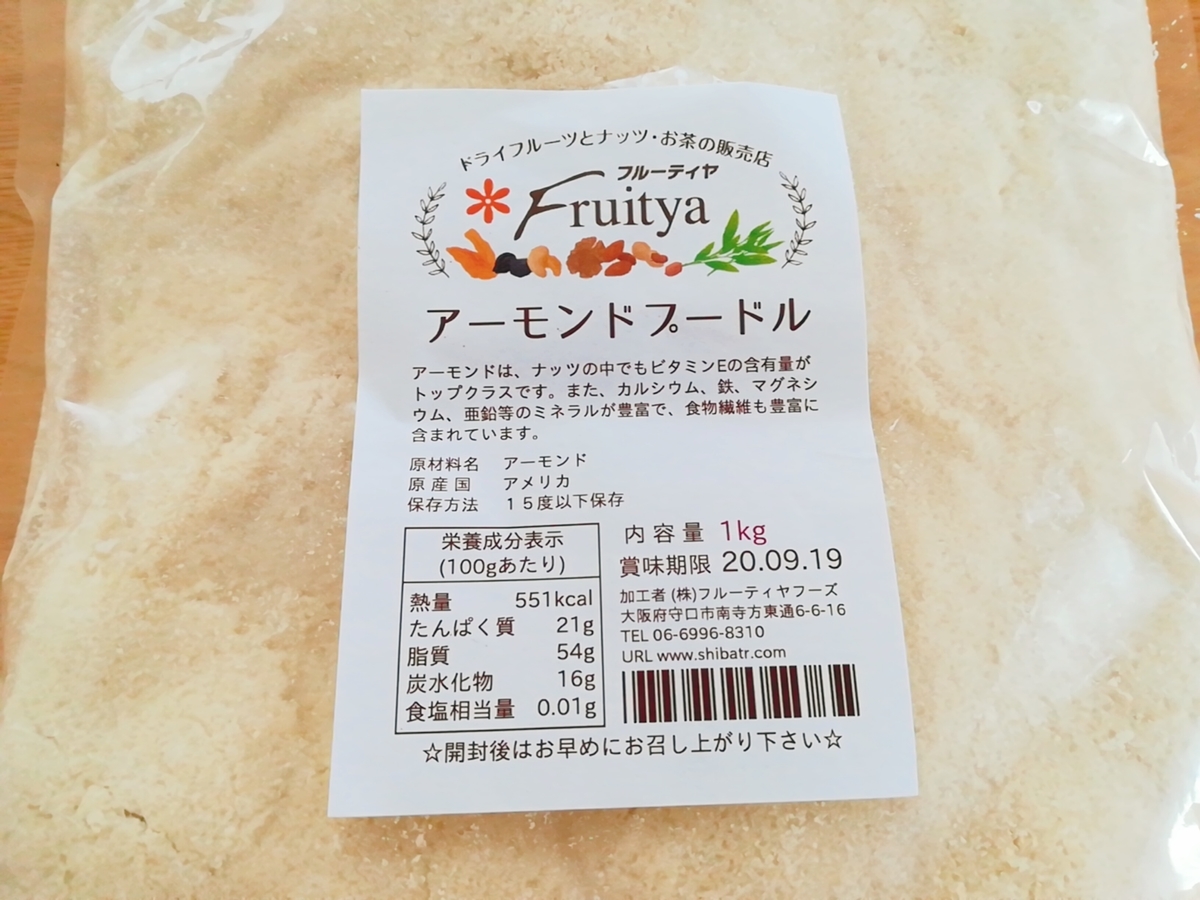 ドライフルーツとナッツ・お茶の販売店
フルーティヤ
Fruitya
アーモンドプードル
アーモンドは、ナッツの中でもビタミンEの含有量が
トップクラスです。また、カルシウム、鉄、マグネシ
ウム、亜鉛等のミネラルが豊富で、食物繊維も豊富に
含まれています。
原材料名 アーモンド
原産国 アメリカ
保存方法 15度以下保存
栄養成分表示
(100gあたり)
熱量 551kcal
たんぱく質 21g
脂質 54g
炭水化物 16g
食塩相当量 0.01g
内容量 1kg
賞味期限 20.09.19
加工者 (株)フルーティヤフーズ
大阪府守口市南寺方東通6-6-16
TEL 06-6996-8310
URL www.shibatr.com
☆開封後はお早めにお召し上がり下さい☆